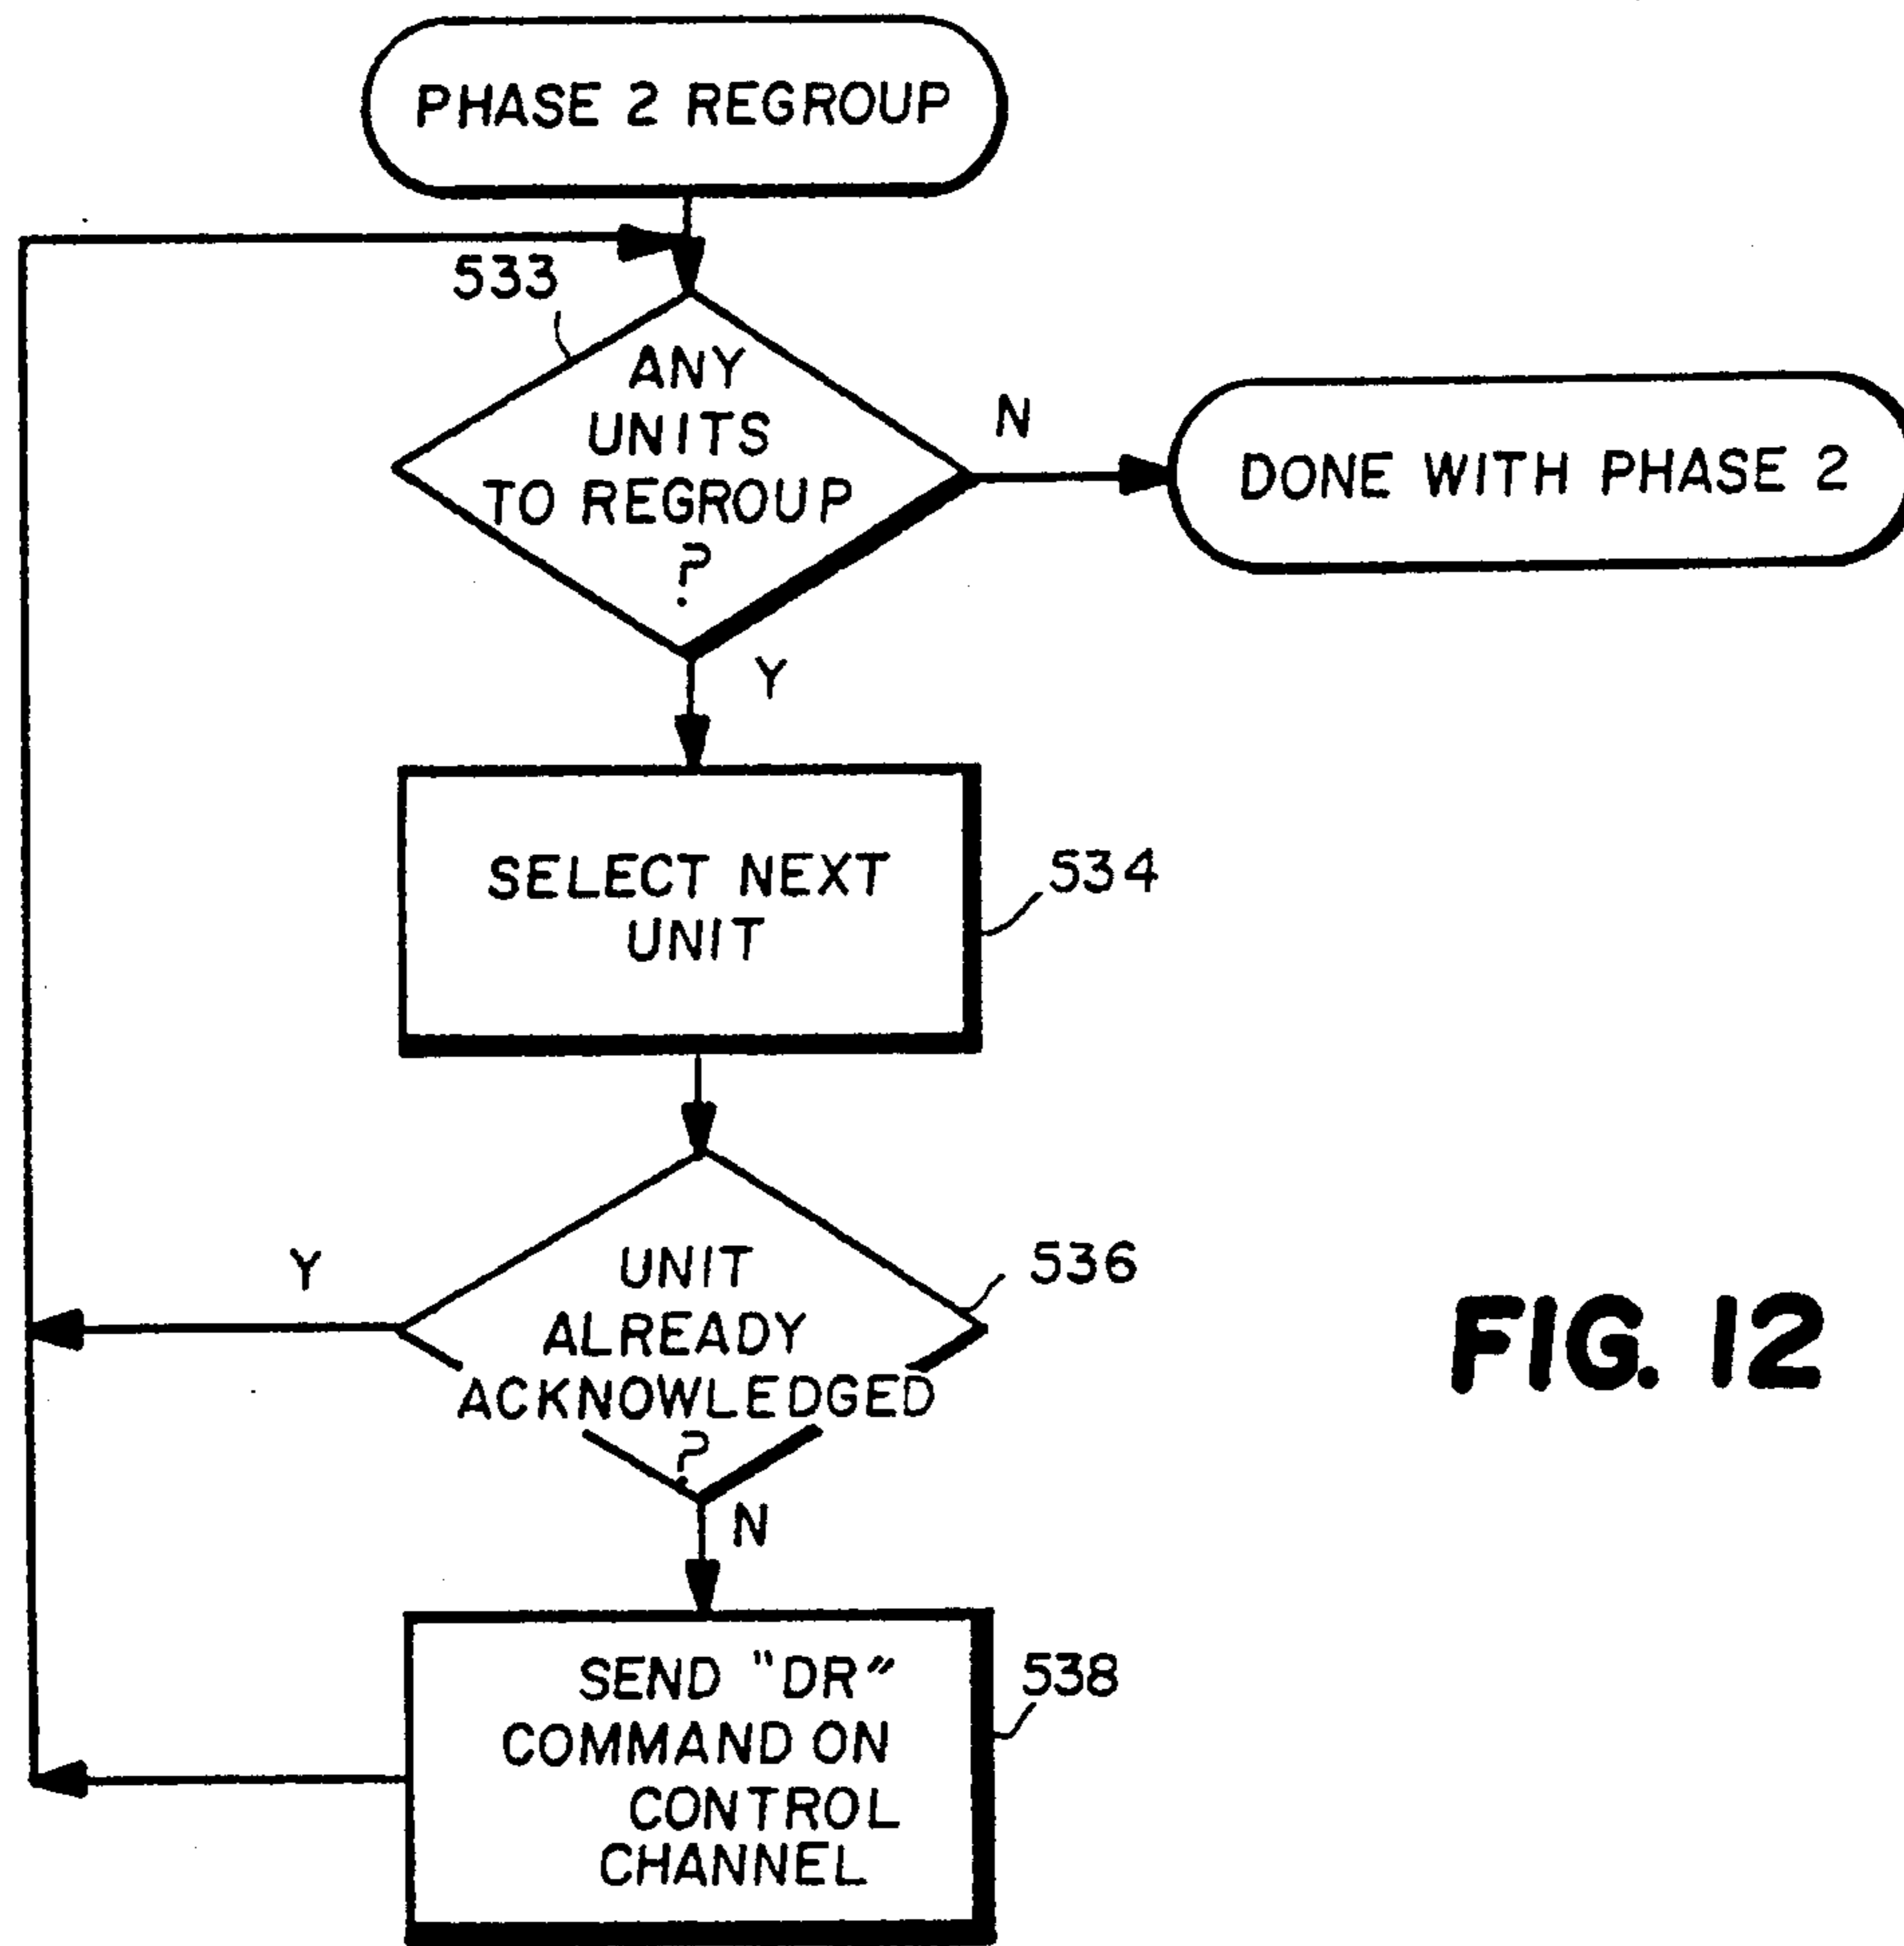 PHASE 2 REGROUP
533
ANY
UNITS
TO REGROUP
?
N
DONE WITH PHASE 2
Y
SELECT NEXT
UNIT
534
Y
UNIT
ALREADY
ACKNOWLEDGED
?
536
N
SEND "DR"
COMMAND ON
CONTROL
CHANNEL
538
FIG. 12